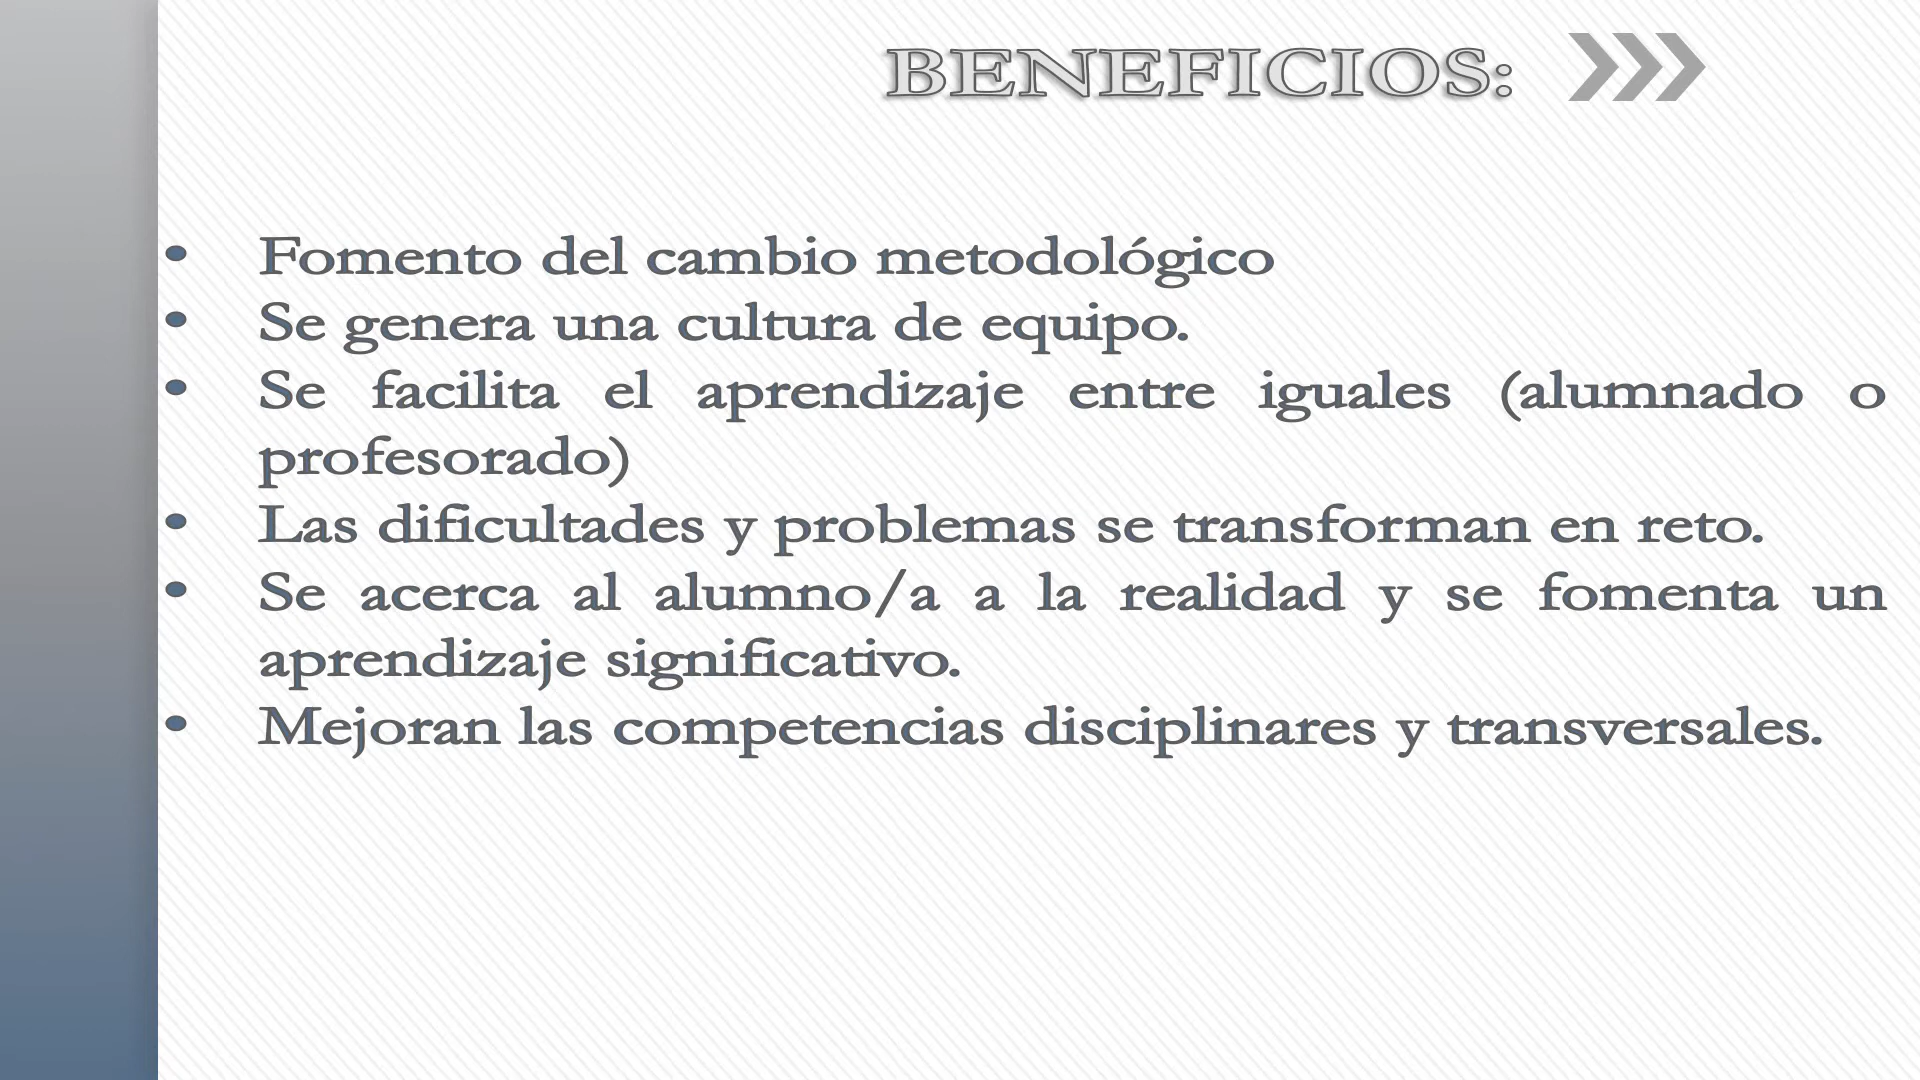 BENEFICIOS:
• Fomento del cambio metodológico
• Se genera una cultura de equipo.
• Se facilita el aprendizaje entre iguales (alumnado o
profesorado)
• Las dificultades y problemas se transforman en reto.
• Se acerca al alumno/a a la realidad y se fomenta un
aprendizaje significativo.
• Mejoran las competencias disciplinares y transversales.